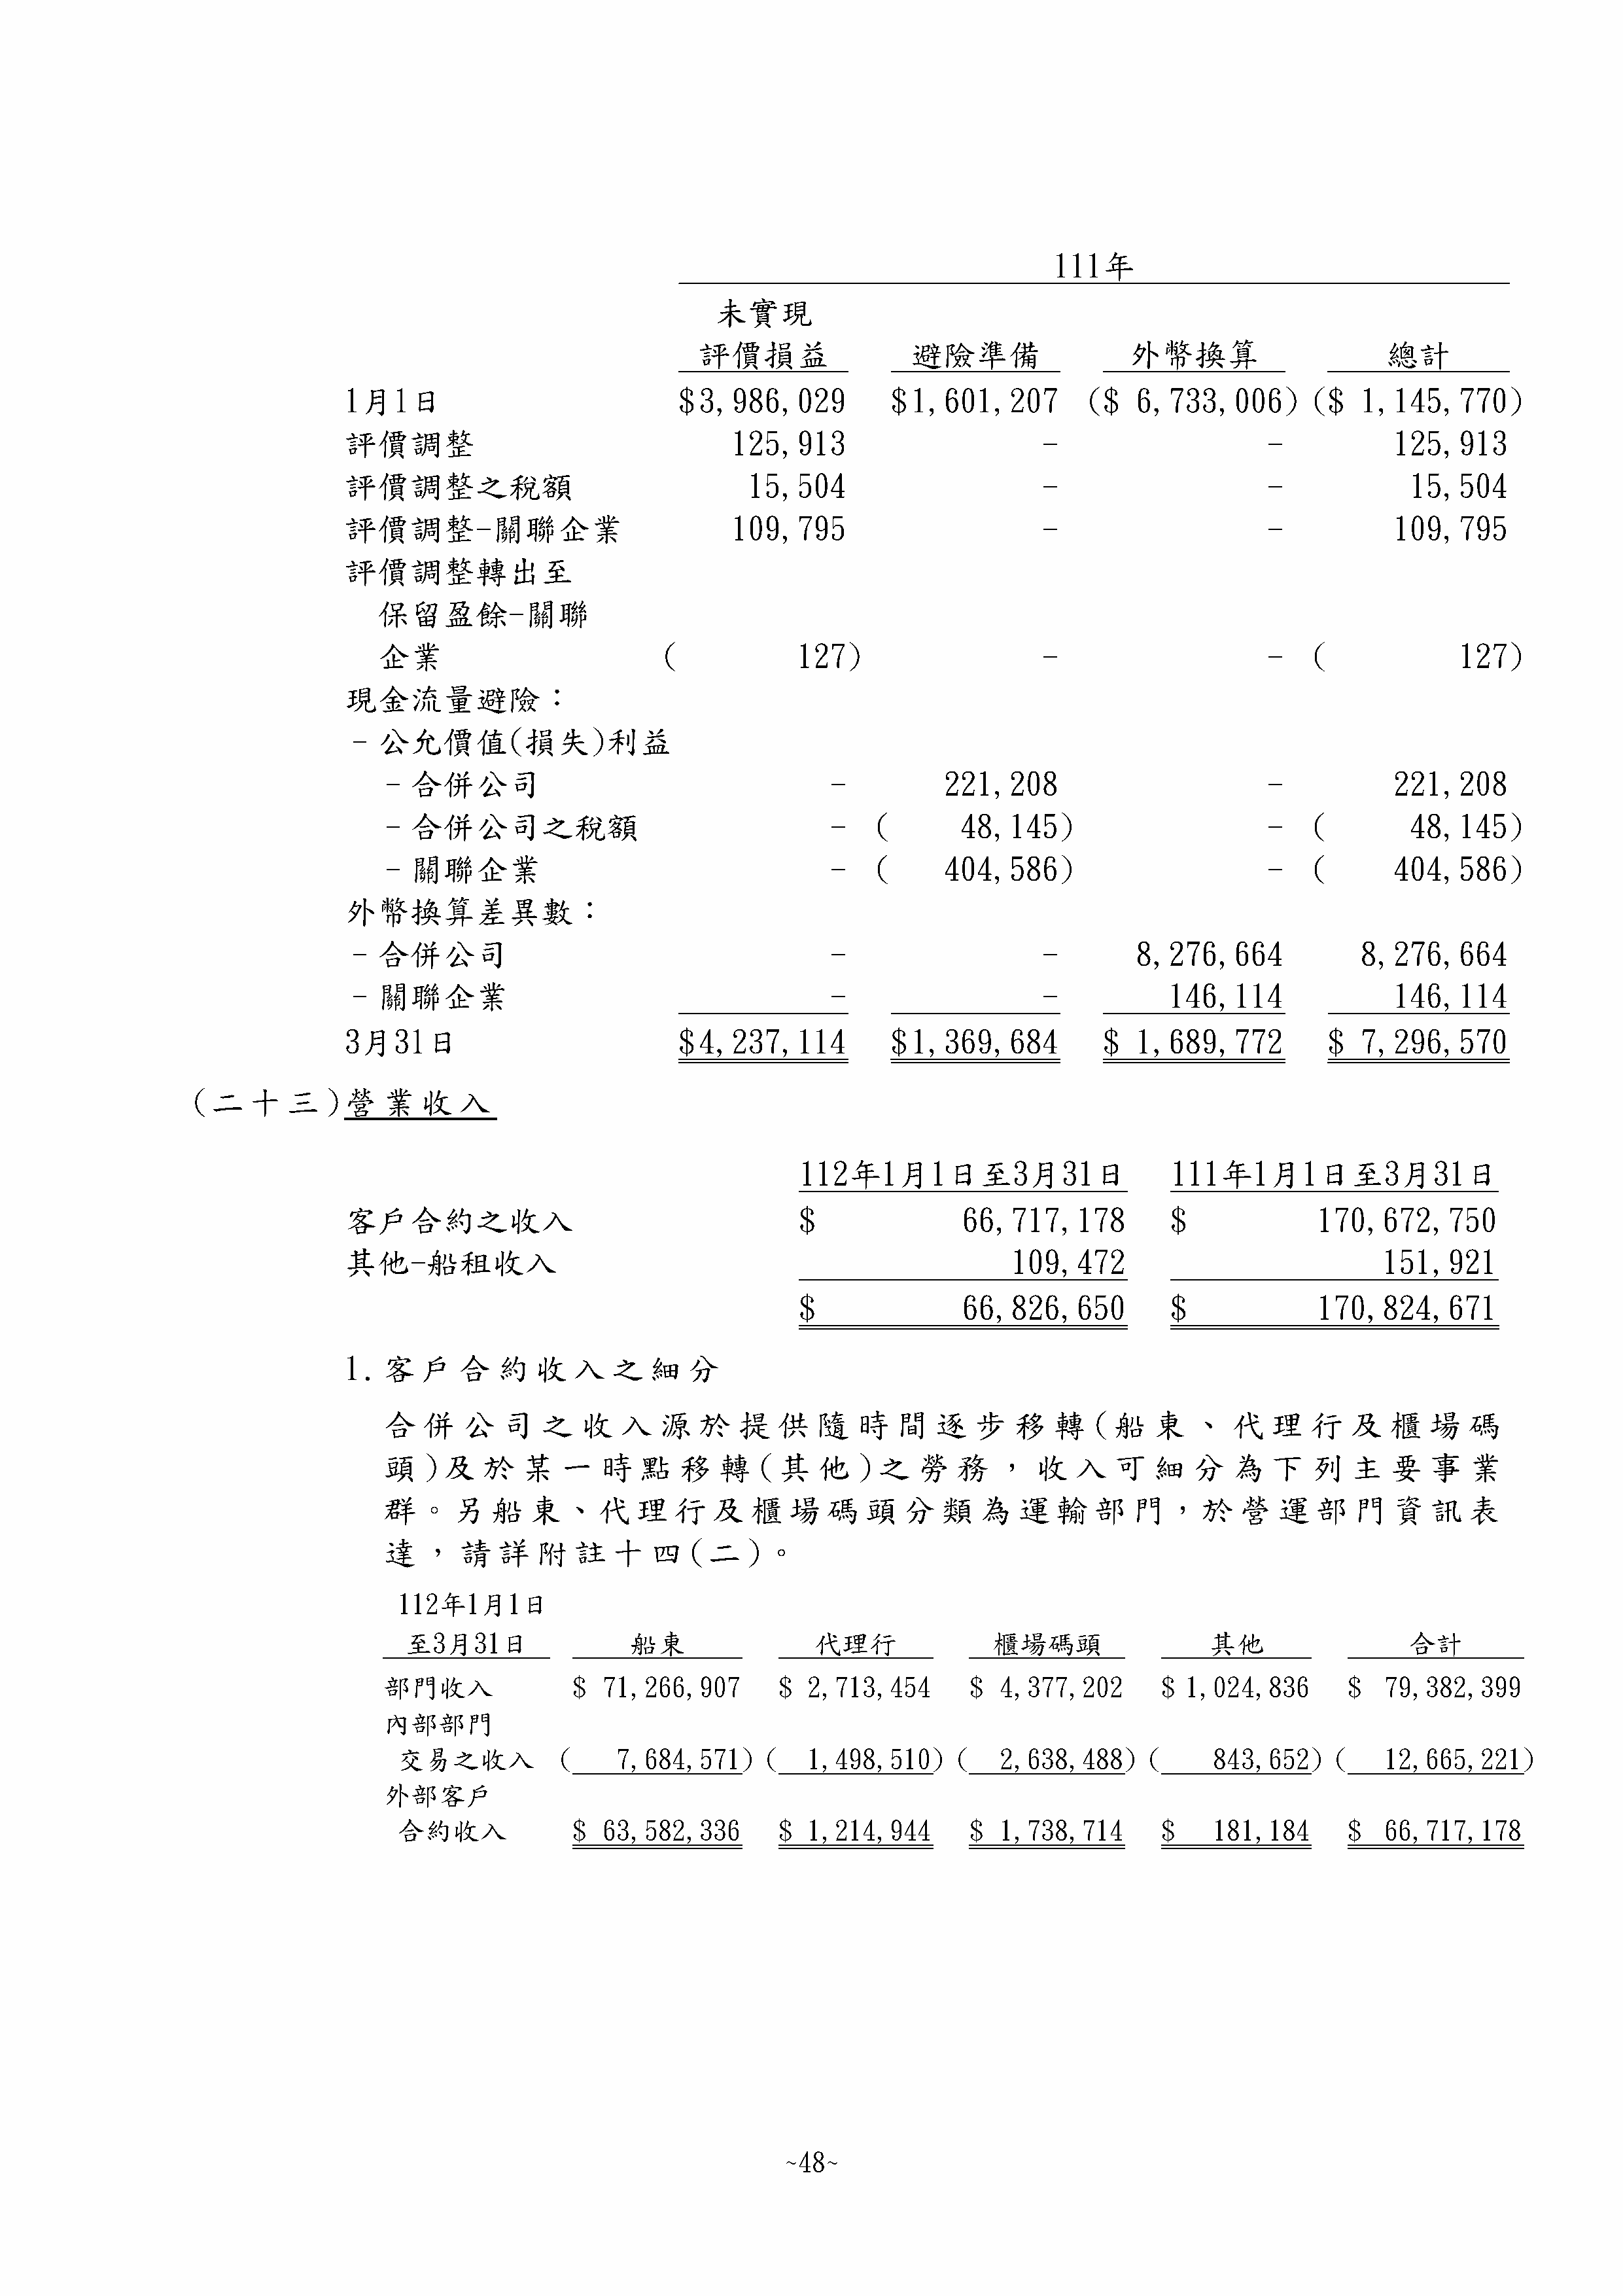 111年
未實現
評價損益 避險準備 外幣換算 總計
1月1日 $3,986,029 $1,601,207 ($ 6,733,006) ($ 1,145,770)
評價調整 125,913 - - 125,913
評價調整之稅額 15,504 - - 15,504
評價調整-關聯企業 109,795 - - 109,795
評價調整轉出至
保留盈餘-關聯
企業 ( 127) - - ( 127)
現金流量避險：
-公允價值(損失)利益
-合併公司 - 221,208 - 221,208
-合併公司之稅額 - ( 48,145) - ( 48,145)
-關聯企業 - ( 404,586) - ( 404,586)
外幣換算差異數：
-合併公司 - - 8,276,664 8,276,664
-關聯企業 - - 146,114 146,114
3月31日 $4,237,114 $1,369,684 $ 1,689,772 $ 7,296,570
(二十三)營業收入
112年1月1日至3月31日 111年1月1日至3月31日
客戶合約之收入 $ 66,717,178 $ 170,672,750
其他-船租收入 109,472 151,921
$ 66,826,650 $ 170,824,671
1.客戶合約收入之細分
合併公司之收入源於提供隨時間逐步移轉(船東、代理行及櫃場碼
頭)及於某一時點移轉(其他)之勞務，收入可細分為下列主要事業
群。另船東、代理行及櫃場碼頭分類為運輸部門，於營運部門資訊表
達，請詳附註十四(二)。
112年1月1日
至3月31日 船東 代理行 櫃場碼頭 其他 合計
部門收入 $ 71,266,907 $ 2,713,454 $ 4,377,202 $ 1,024,836 $ 79,382,399
內部部門
交易之收入 ( 7,684,571) ( 1,498,510) ( 2,638,488) ( 843,652) ( 12,665,221)
外部客戶
合約收入 $ 63,582,336 $ 1,214,944 $ 1,738,714 $ 181,184 $ 66,717,178
~48~